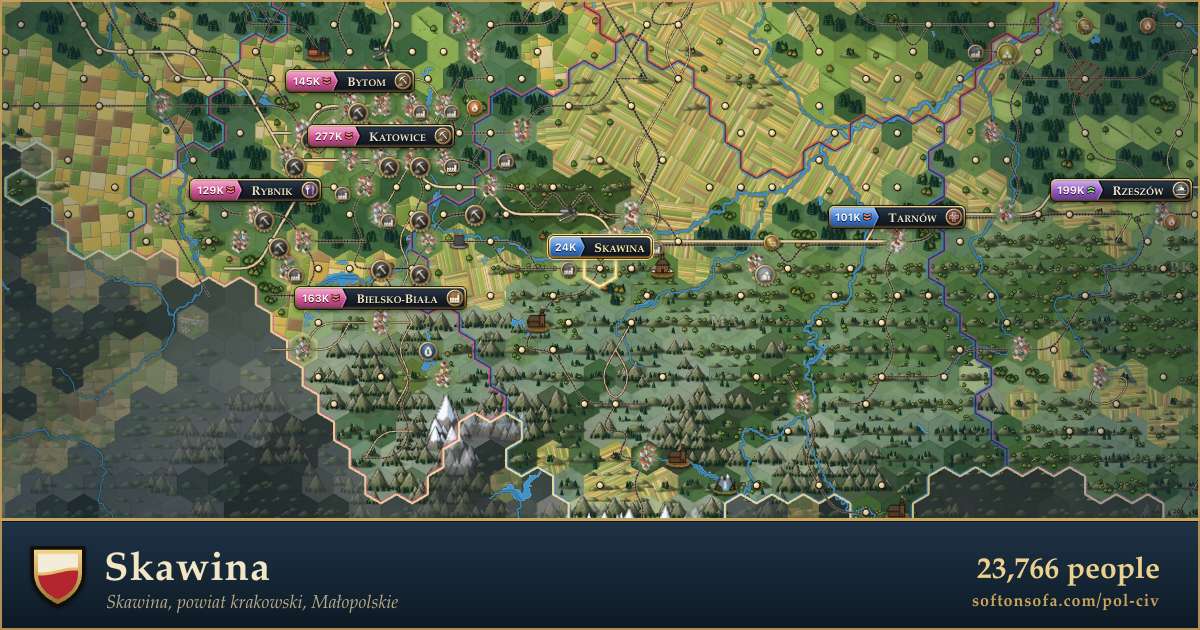 145K BYTOM
277K KATOWICE
129K RYBNIK
199K RZESZÓW
101K TARNÓW
24K SKAWINA
163K BIELSKO-BIAŁA
Skawina
Skawina, powiat krakowski, Małopolskie
23,766 people
softonsofa.com/pol-civ